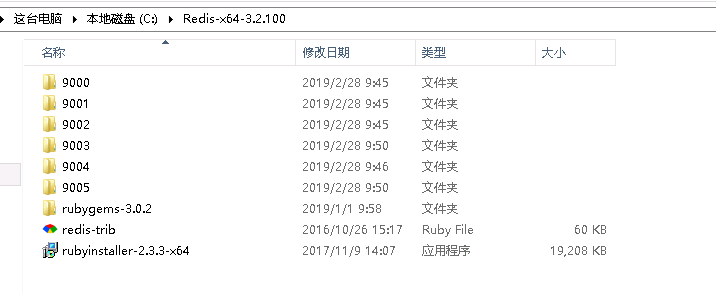 这台电脑 本地磁盘 (C:) Redis-x64-3.2.100
名称 修改日期 类型 大小
9000 2019/2/28 9:45 文件夹
9001 2019/2/28 9:45 文件夹
9002 2019/2/28 9:45 文件夹
9003 2019/2/28 9:50 文件夹
9004 2019/2/28 9:46 文件夹
9005 2019/2/28 9:50 文件夹
rubygems-3.0.2 2019/1/1 9:58 文件夹
redis-trib 2016/10/26 15:17 Ruby File 60 KB
rubyinstaller-2.3.3-x64 2017/11/9 14:07 应用程序 19,208 KB